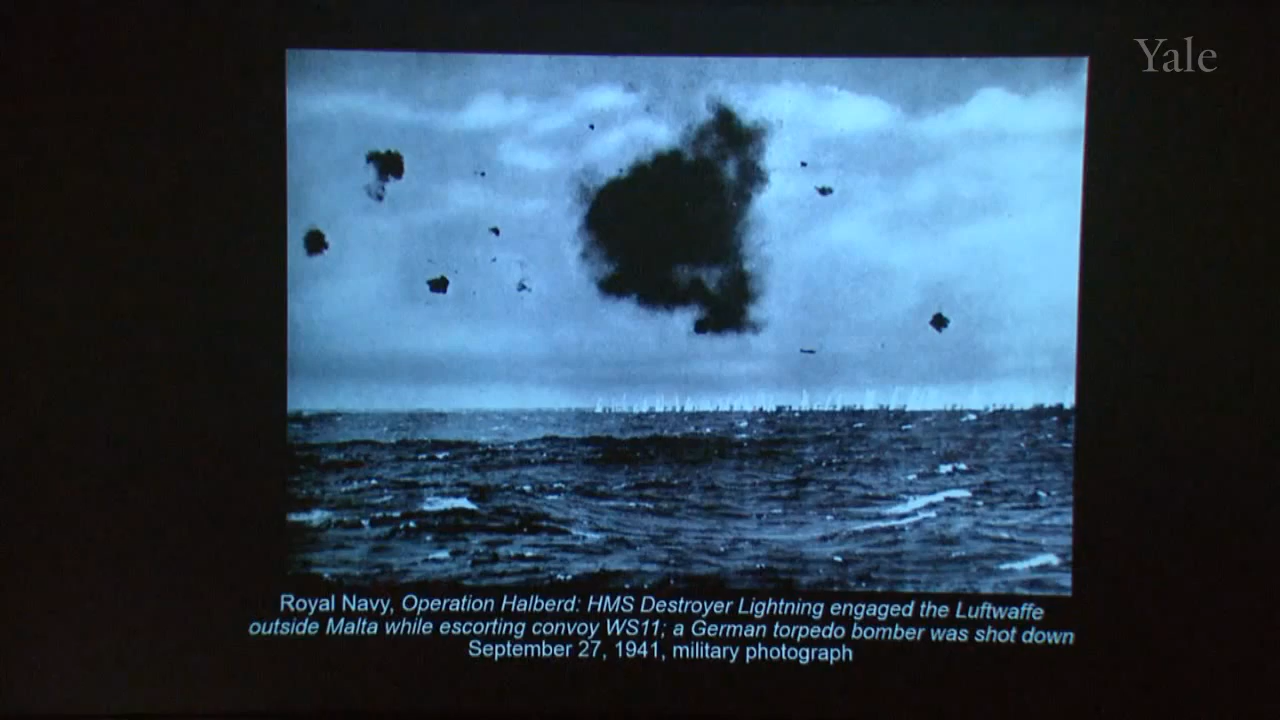 Yale
Royal Navy, Operation Halberd: HMS Destroyer Lightning engaged the Luftwaffe
outside Malta while escorting convoy WS11; a German torpedo bomber was shot down
September 27, 1941, military photograph